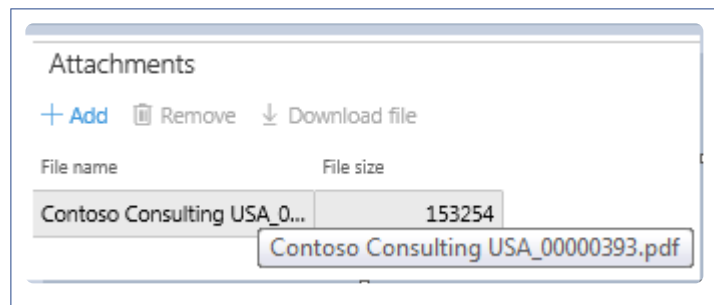 Attachments
Add Remove Download file
File name File size
Contoso Consulting USA_0... 153254
Contoso Consulting USA_00000393.pdf